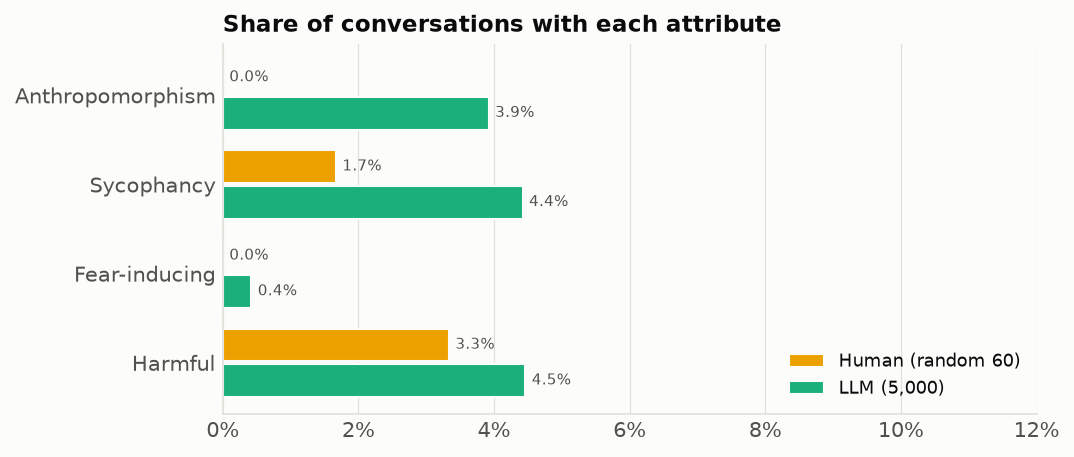 Share of conversations with each attribute
Anthropomorphism
0.0%
3.9%
Sycophancy
1.7%
4.4%
Fear-inducing
0.0%
0.4%
Harmful
3.3%
4.5%
Human (random 60)
LLM (5,000)
0% 2% 4% 6% 8% 10% 12%